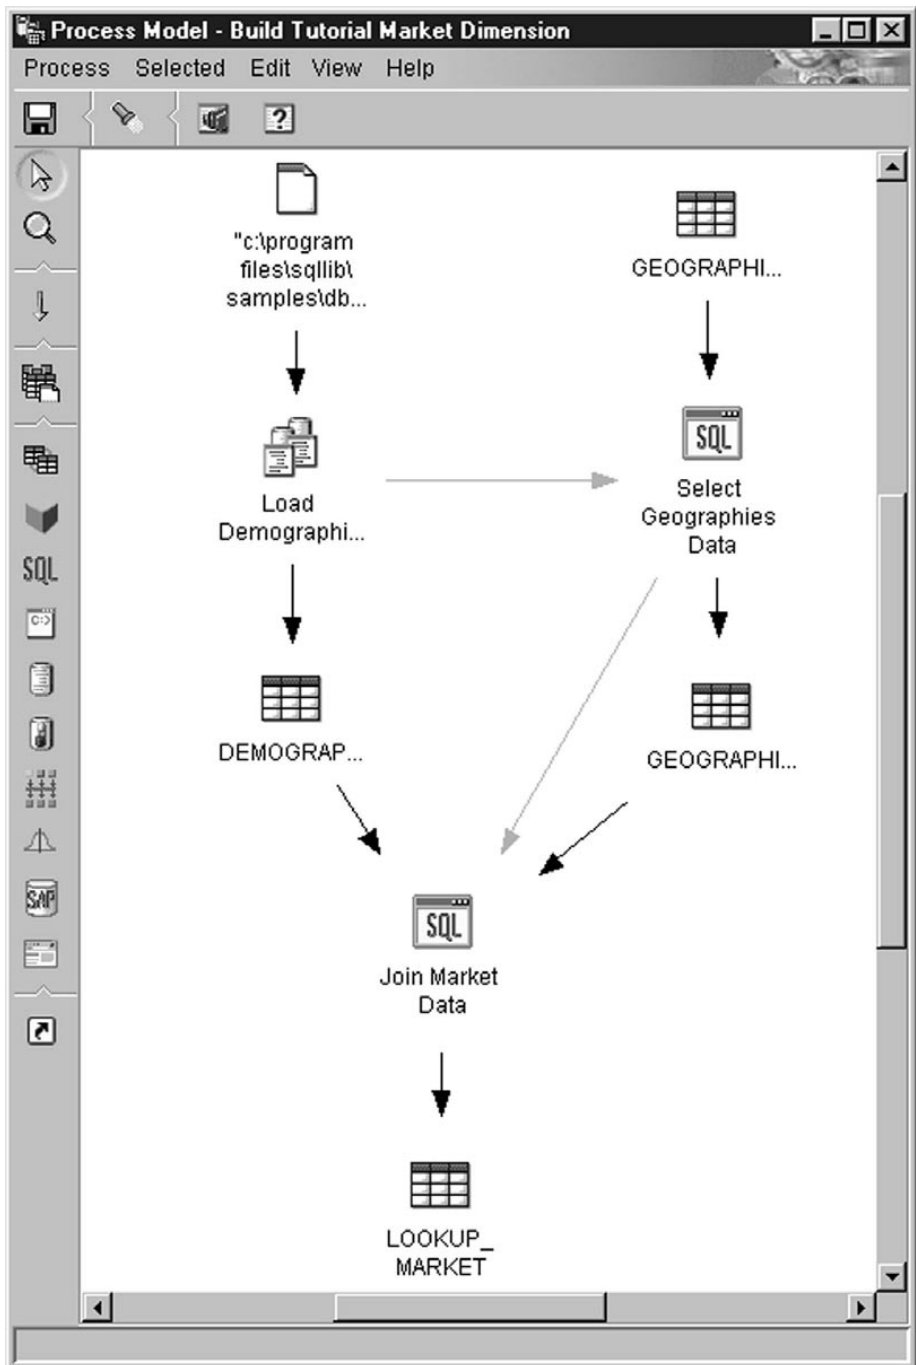 Process Model - Build Tutorial Market Dimension
Process Selected Edit View Help
"c:\program
files\sqllib\
samples\db...
GEOGRAPHI...
SQL
Load
Demographi...
Select
Geographies
Data
SQL
C:>
DEMOGRAP...
GEOGRAPHI...
SAP
SQL
Join Market
Data
LOOKUP_
MARKET